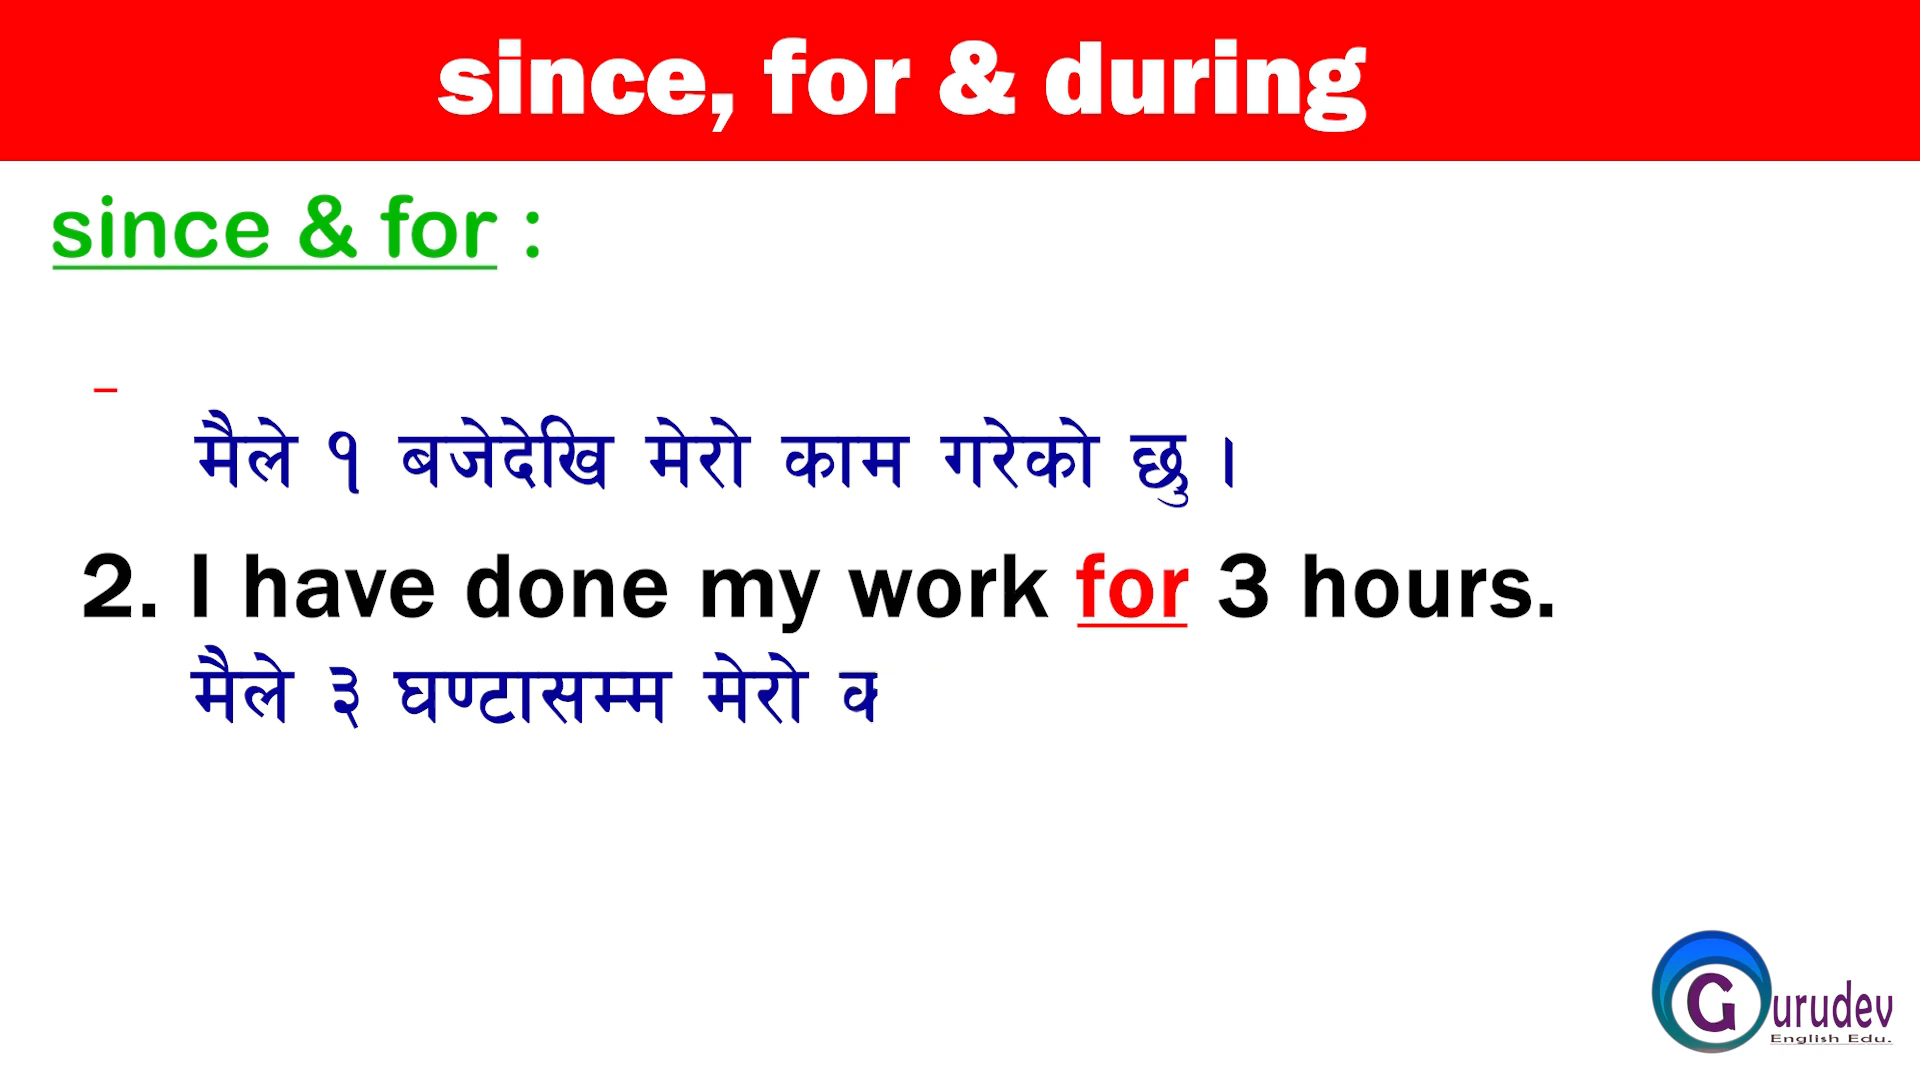 since, for & during
since & for :
–
मैले १ बजेदेखि मेरो काम गरेको छु ।
2. I have done my work for 3 hours.
मैले ३ घण्टासम्म मेरो
Gurudev
English Edu.